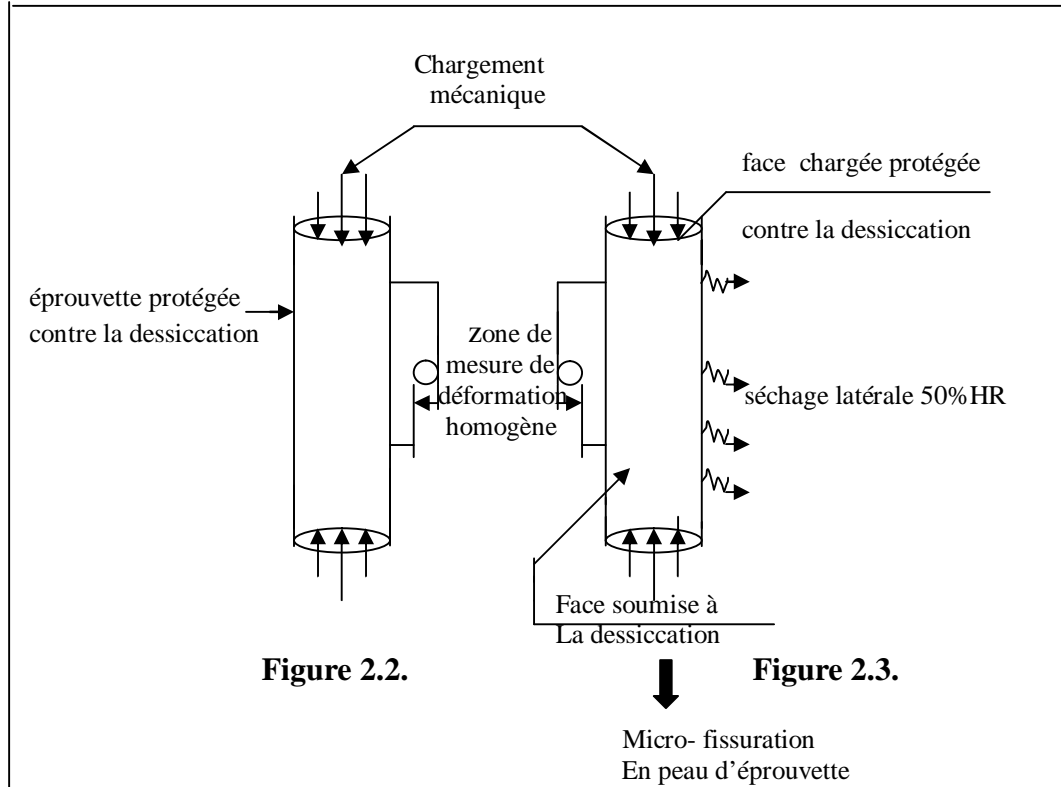 Chargement
mécanique
face chargée protégée
contre la dessiccation
éprouvette protégée
contre la dessiccation
Zone de
mesure de
déformation
homogène
séchage latérale 50%HR
Face soumise à
La dessiccation
Figure 2.2.
Figure 2.3.
Micro- fissuration
En peau d’éprouvette